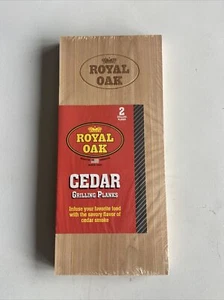 ROYAL
OAK
2
ROYAL
OAK
CEDAR
GRILLING PLANKS
Infuse your favorite food
with the savory flavor of
cedar smoke